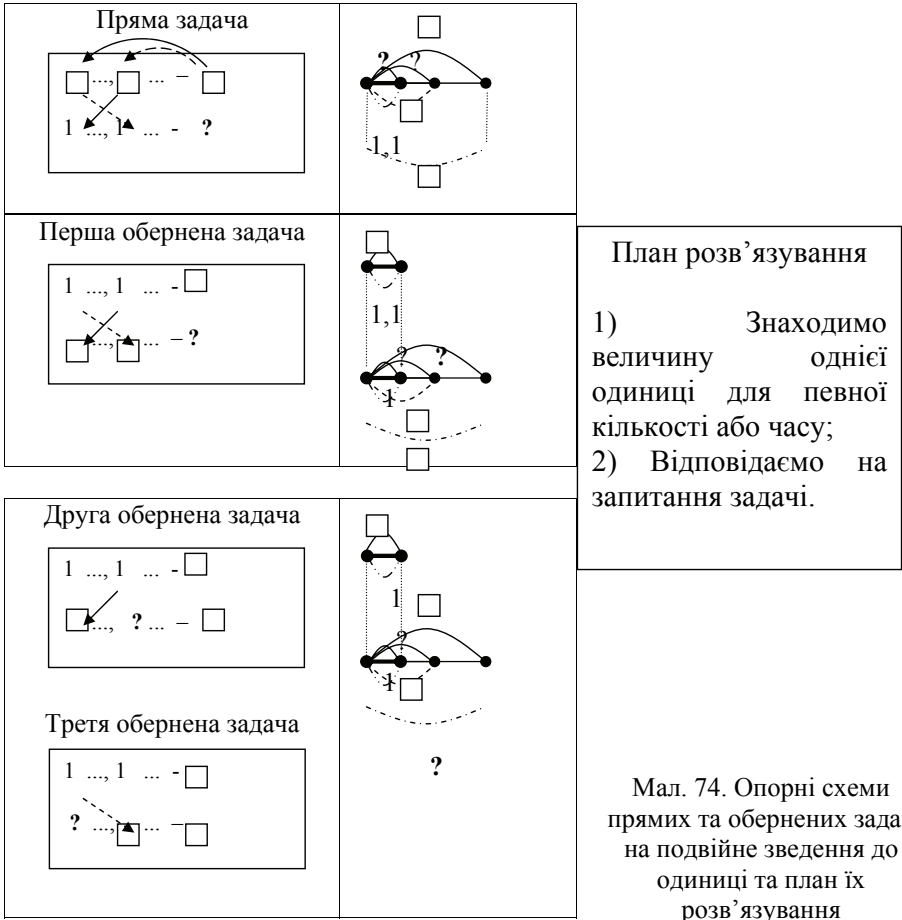 Пряма задача
..., ... –
1 ..., 1 ... - ?
? ?
1,1
Перша обернена задача
1 ..., 1 ... -
..., ... – ?
1,1
? ?
1
План розв’язування
1) Знаходимо
величину однієї
одиниці для певної
кількості або часу;
2) Відповідаємо на
запитання задачі.
Друга обернена задача
1 ..., 1 ... -
..., ? ... –
1
?
1
Третя обернена задача
1 ..., 1 ... -
? ..., ... –
?
Мал. 74. Опорні схеми
прямих та обернених зада
на подвійне зведення до
одиниці та план їх
розв’язування